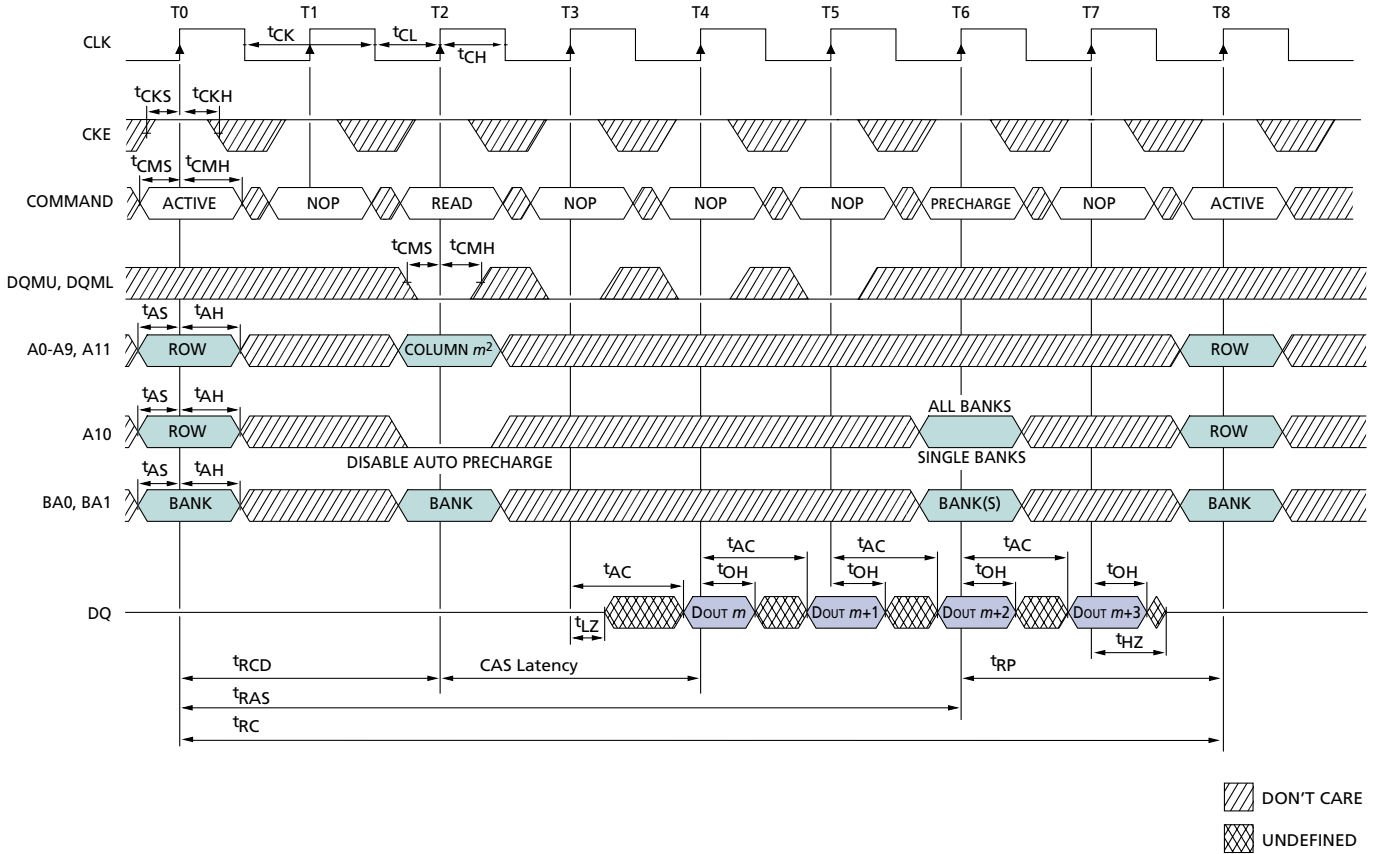 T0 T1 T2 T3 T4 T5 T6 T7 T8
CLK
tCK tCL
tCH
tCKS tCKH
CKE
tCMS tCMH
COMMAND ACTIVE NOP READ NOP NOP NOP PRECHARGE NOP ACTIVE
tCMS tCMH
DQMU, DQML
tAS tAH
A0-A9, A11 ROW COLUMN m2 ROW
tAS tAH
ALL BANKS
A10 ROW ROW
DISABLE AUTO PRECHARGE SINGLE BANKS
tAS tAH
BA0, BA1 BANK BANK BANK(S) BANK
tAC tAC tAC
tAC tOH tOH tOH tOH
DQ DOUT m DOUT m+1 DOUT m+2 DOUT m+3
tLZ
tHZ
tRCD CAS Latency tRP
tRAS
tRC
DON'T CARE
UNDEFINED